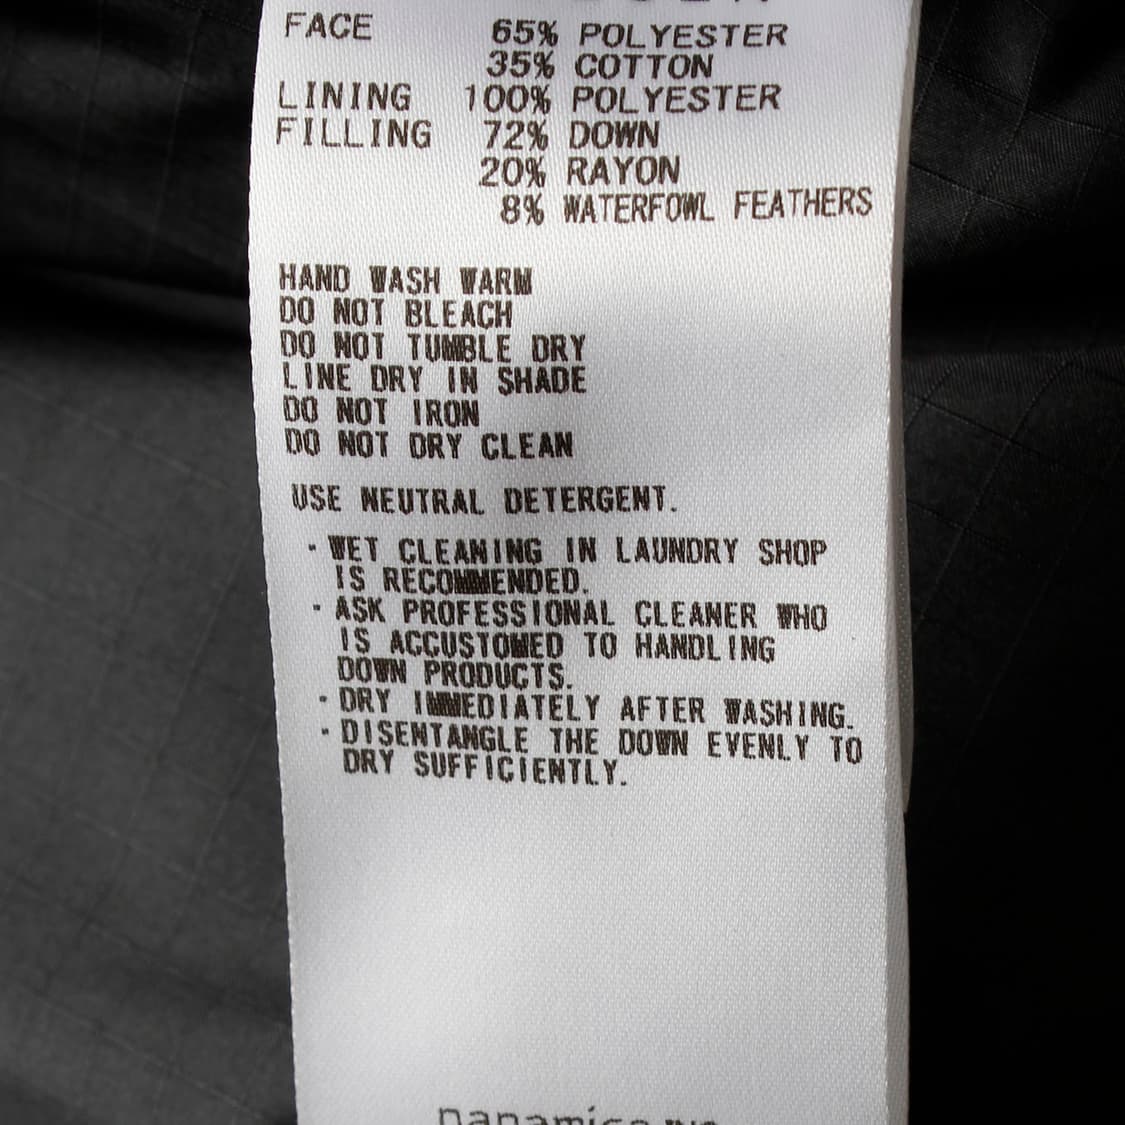 FACE 65% POLYESTER
35% COTTON
LINING 100% POLYESTER
FILLING 72% DOWN
20% RAYON
8% WATERFOWL FEATHERS
HAND WASH WARM
DO NOT BLEACH
DO NOT TUMBLE DRY
LINE DRY IN SHADE
DO NOT IRON
DO NOT DRY CLEAN
USE NEUTRAL DETERGENT.
· WET CLEANING IN LAUNDRY SHOP
IS RECOMMENDED.
· ASK PROFESSIONAL CLEANER WHO
IS ACCUSTOMED TO HANDLING
DOWN PRODUCTS.
· DRY IMMEDIATELY AFTER WASHING.
· DISENTANGLE THE DOWN EVENLY TO
DRY SUFFICIENTLY.